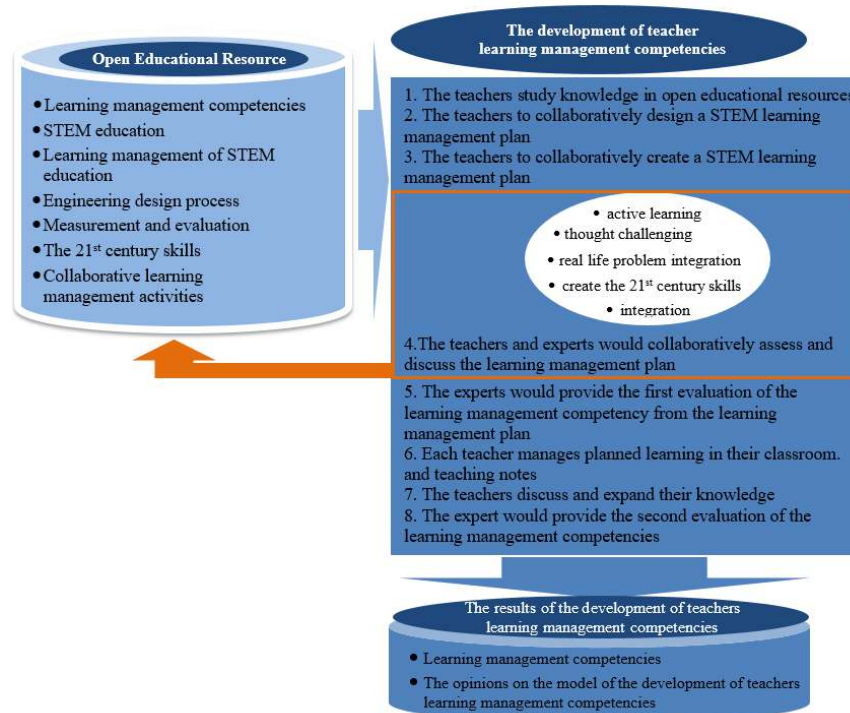 Open Educational Resource
• Learning management competencies
• STEM education
• Learning management of STEM
education
• Engineering design process
• Measurement and evaluation
• The 21st century skills
• Collaborative learning
management activities
The development of teacher
learning management competencies
1. The teachers study knowledge in open educational resources
2. The teachers to collaboratively design a STEM learning
management plan
3. The teachers to collaboratively create a STEM learning
management plan
• active learning
• thought challenging
• real life problem integration
• create the 21st century skills
• integration
4.The teachers and experts would collaboratively assess and
discuss the learning management plan
5. The experts would provide the first evaluation of the
learning management competency from the learning
management plan
6. Each teacher manages planned learning in their classroom.
and teaching notes
7. The teachers discuss and expand their knowledge
8. The expert would provide the second evaluation of the
learning management competencies
The results of the development of teachers
learning management competencies
• Learning management competencies
• The opinions on the model of the development of teachers
learning management competencies